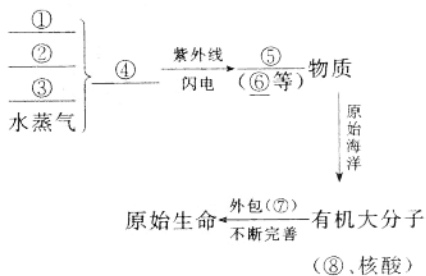 ①
②
③
水蒸气
④
紫外线
闪电
⑤
(⑥等)
物质
原始海洋
原始生命
外包(⑦)
不断完善
有机大分子
(⑧、核酸)